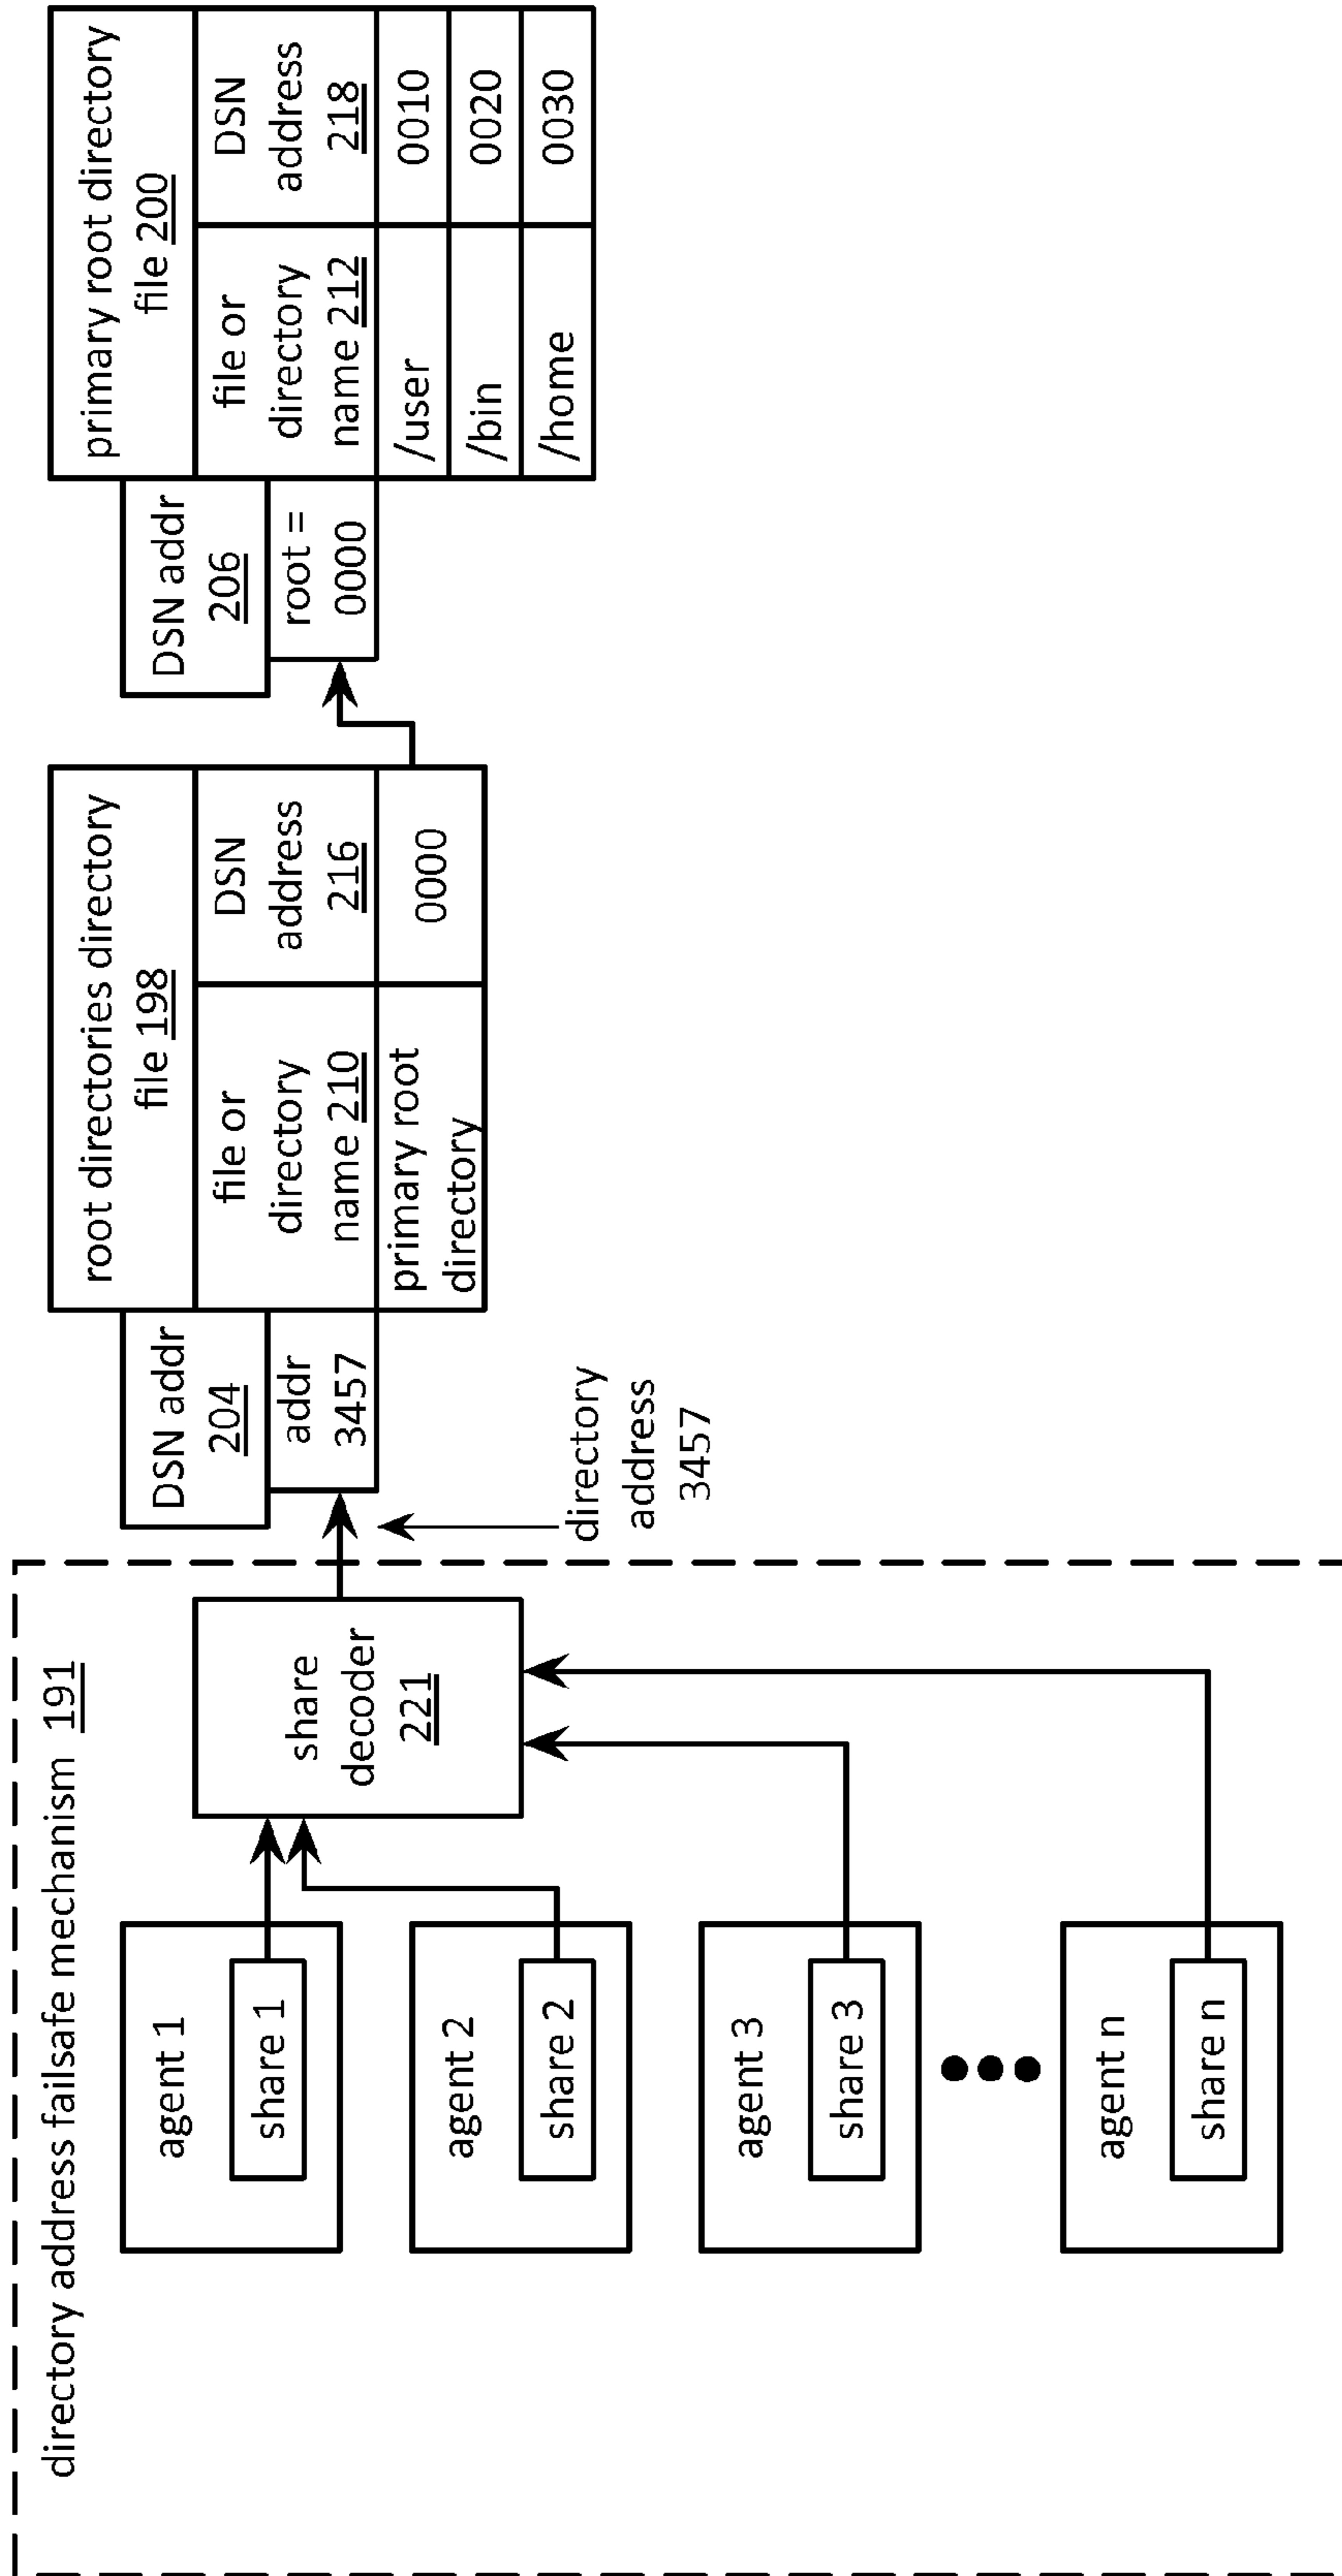 directory address failsafe mechanism 191
agent 1
share 1
agent 2
share 2
agent 3
share 3
agent n
share n
share
decoder
221
directory
address
3457
DSN addr
204
addr
3457
root directories directory
file 198
file or
directory
name 210
DSN
address
216
primary root
directory
0000
DSN addr
206
root =
0000
primary root directory
file 200
file or
directory
name 212
DSN
address
218
/user
0010
/bin
0020
/home
0030